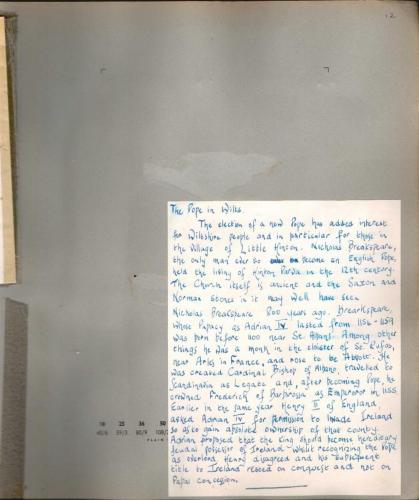 12
The Pope in Wilts.
The election of a new Pope has added interest
for Wiltshire people and in particular for those in
the village of Little Hinton. Nicholas Breakspeare,
the only man ever to become an English Pope,
held the living of Hinton Parva in the 12th century.
The Church itself is ancient and the Saxon and
Norman stones in it may well have seen
Nicholas Breakspeare 800 years ago. Breakspeare,
whose Papacy as Adrian IV lasted from 1154-1159
was born before 1100 near St. Albans. Among other
things he was a monk in the cloister of St. Rufus,
near Arles in France, and rose to be Abbot. He
was created Cardinal Bishop of Albano, travelled to
Scandinavia as Legate and, after becoming Pope, he
crowned Frederick of Barbarossa as Emperor in 1155.
Earlier in the same year Henry II of England
asked Adrian IV for permission to invade Ireland
so as to gain absolute ownership of that country.
Adrian proposed that the King should become hereditary
feudal possessor of Ireland whilst recognizing the Pope
as overlord. Henry disagreed and his subsequent
title to Ireland rested on conquest and not on
Papal concession.
18 25 36 50